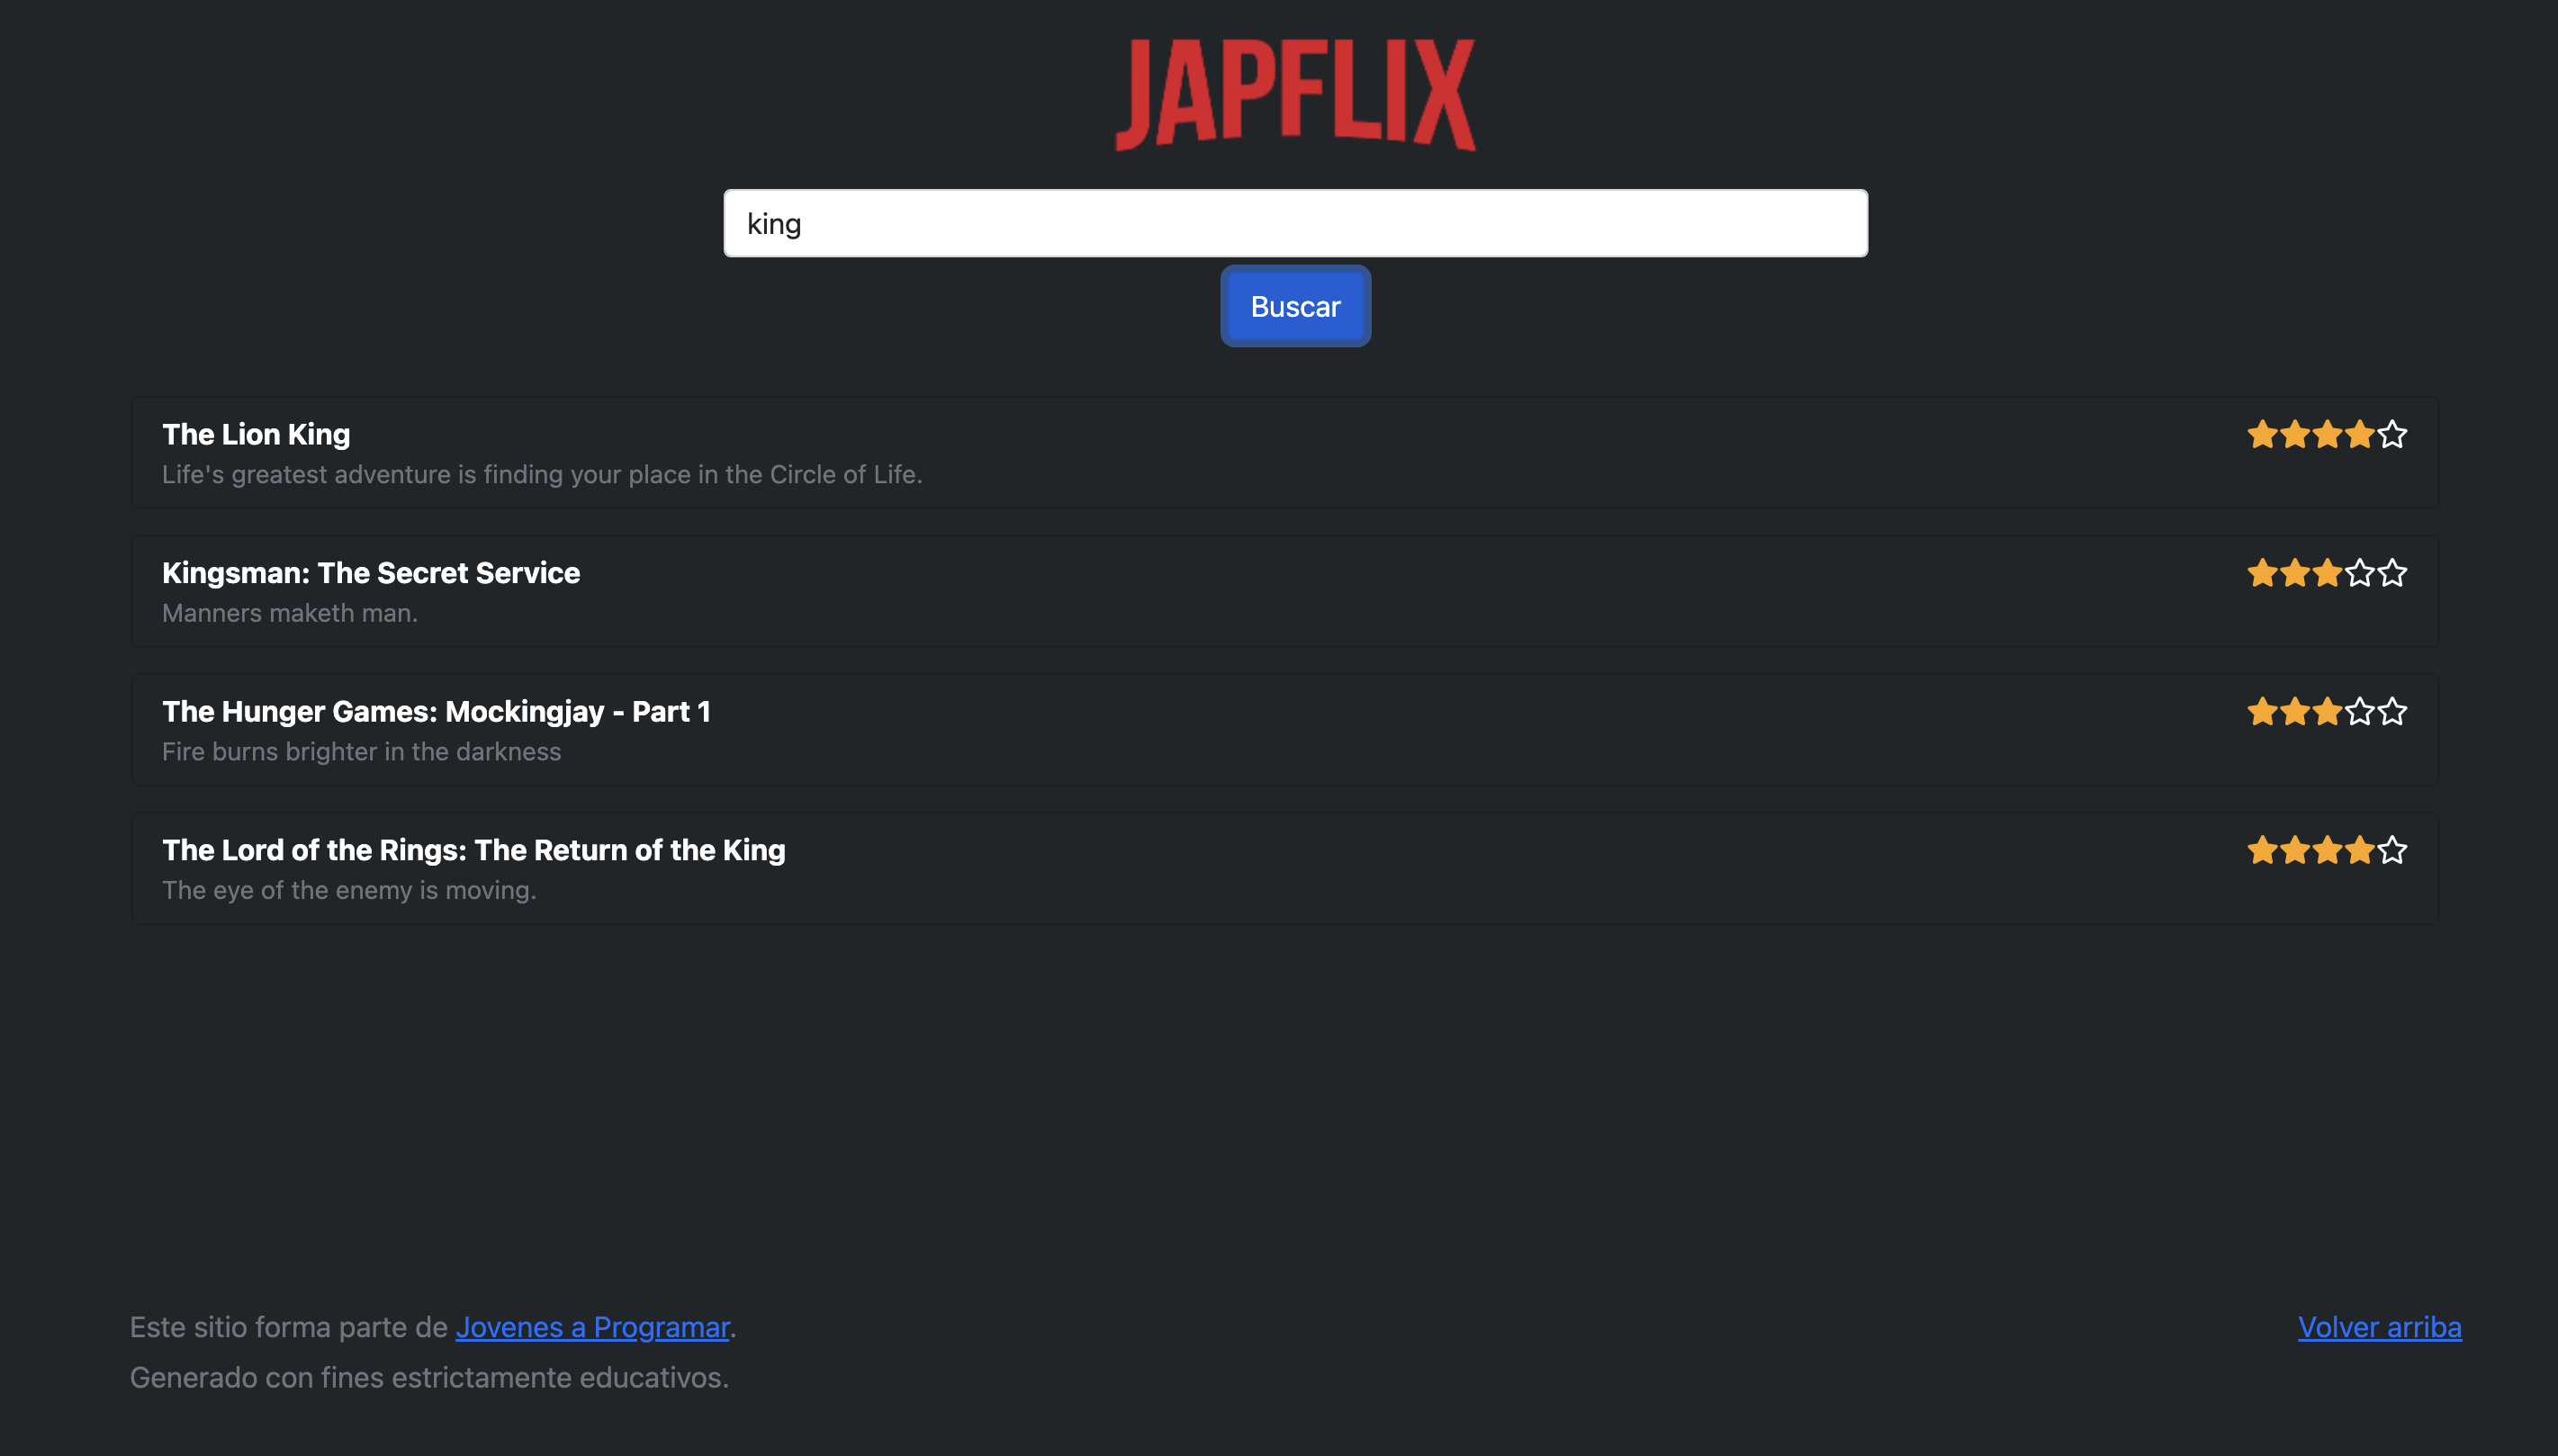 JAPFLIX
king
Buscar
The Lion King
Life's greatest adventure is finding your place in the Circle of Life.
Kingsman: The Secret Service
Manners maketh man.
The Hunger Games: Mockingjay - Part 1
Fire burns brighter in the darkness
The Lord of the Rings: The Return of the King
The eye of the enemy is moving.
Este sitio forma parte de Jovenes a Programar.
Volver arriba
Generado con fines estrictamente educativos.